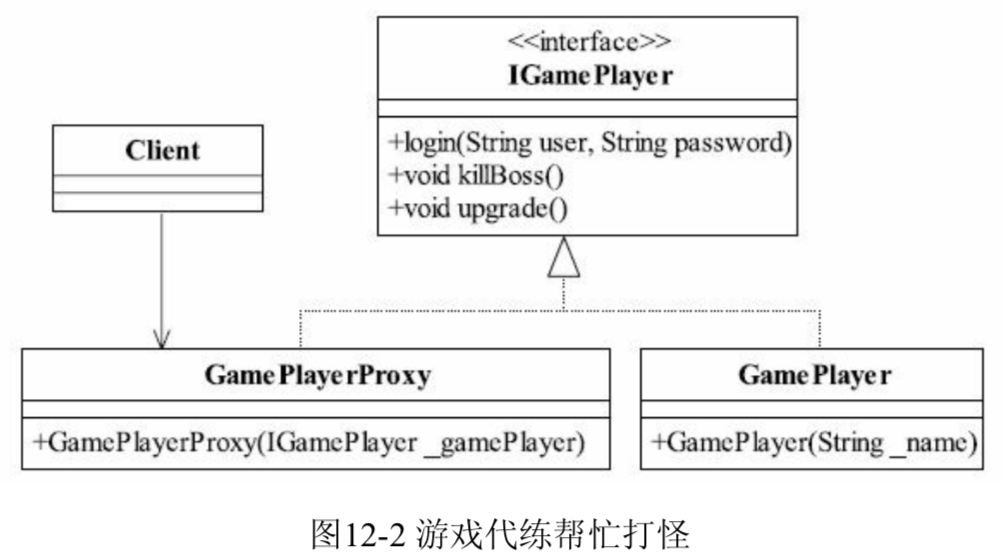 <<interface>>
IGamePlayer
+login(String user, String password)
+void killBoss()
+void upgrade()
Client
GamePlayerProxy
+GamePlayerProxy(IGamePlayer _gamePlayer)
GamePlayer
+GamePlayer(String _name)
图12-2 游戏代练帮忙打怪